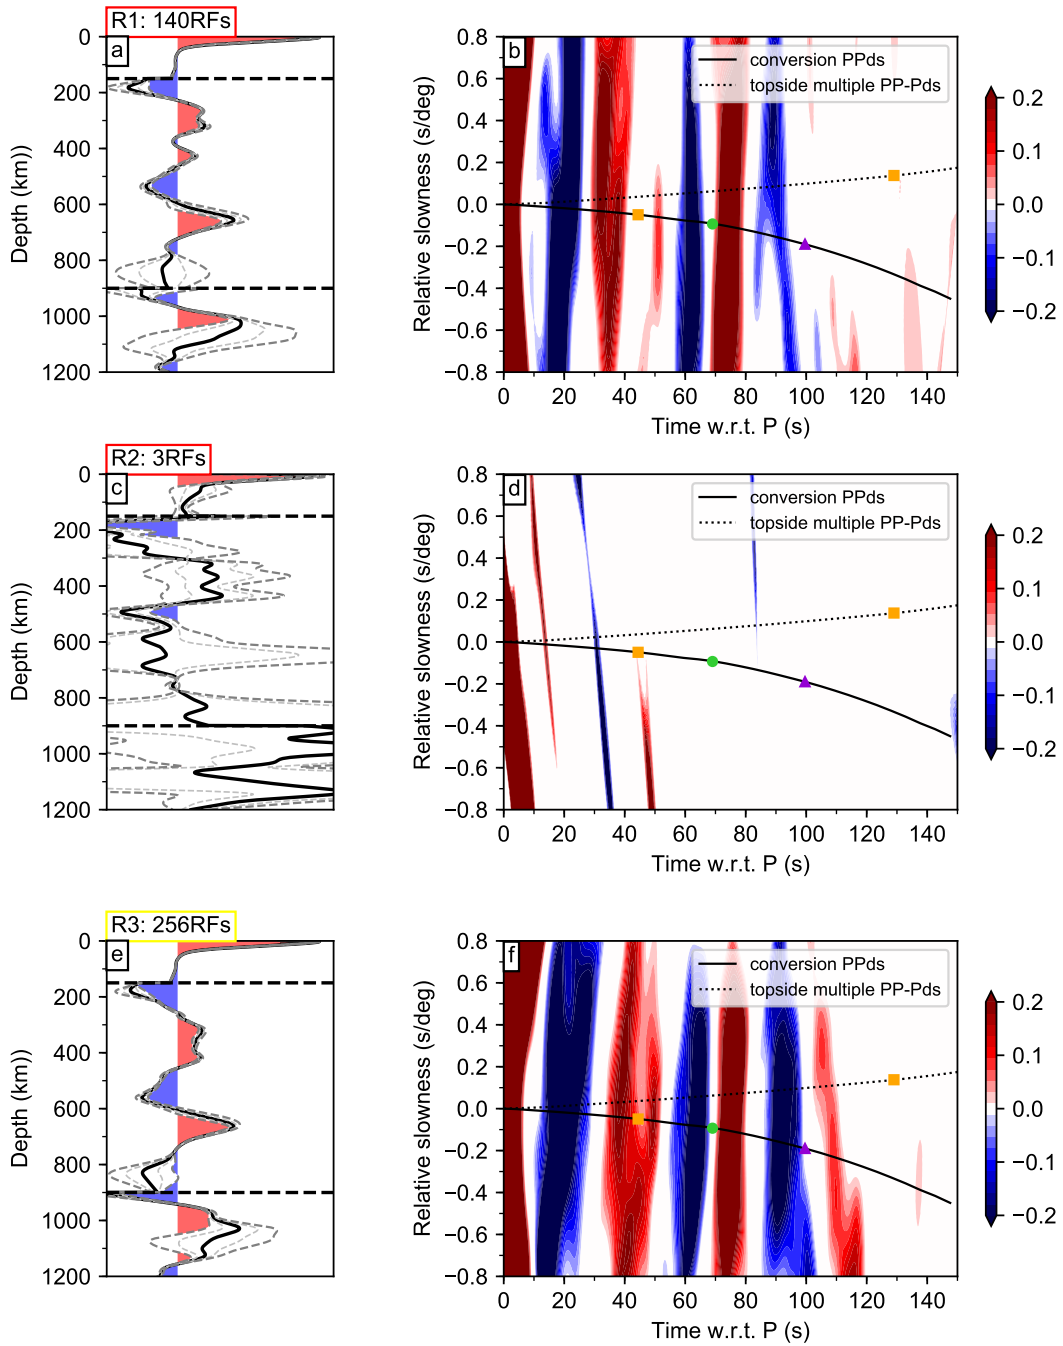 R1: 140RFs
a
0
200
400
600
800
1000
1200
Depth (km))
b
conversion PPds
topside multiple PP-Pds
0.8
0.6
0.4
0.2
0.0
−0.2
−0.4
−0.6
−0.8
Relative slowness (s/deg)
0 20 40 60 80 100 120 140
Time w.r.t. P (s)
0.2
0.1
0.0
−0.1
−0.2
R2: 3RFs
c
0
200
400
600
800
1000
1200
Depth (km))
d
conversion PPds
topside multiple PP-Pds
0.8
0.6
0.4
0.2
0.0
−0.2
−0.4
−0.6
−0.8
Relative slowness (s/deg)
0 20 40 60 80 100 120 140
Time w.r.t. P (s)
0.2
0.1
0.0
−0.1
−0.2
R3: 256RFs
e
0
200
400
600
800
1000
1200
Depth (km))
f
conversion PPds
topside multiple PP-Pds
0.8
0.6
0.4
0.2
0.0
−0.2
−0.4
−0.6
−0.8
Relative slowness (s/deg)
0 20 40 60 80 100 120 140
Time w.r.t. P (s)
0.2
0.1
0.0
−0.1
−0.2